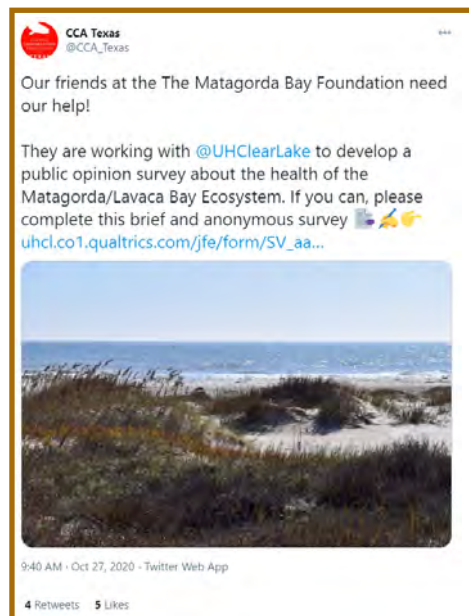 CCA Texas
@CCA_Texas
Our friends at the The Matagorda Bay Foundation need
our help!
They are working with @UHClearLake to develop a
public opinion survey about the health of the
Matagorda/Lavaca Bay Ecosystem. If you can, please
complete this brief and anonymous survey 
uhcl.co1.qualtrics.com/jfe/form/SV_aa...
9:40 AM · Oct 27, 2020 · Twitter Web App
4 Retweets 5 Likes